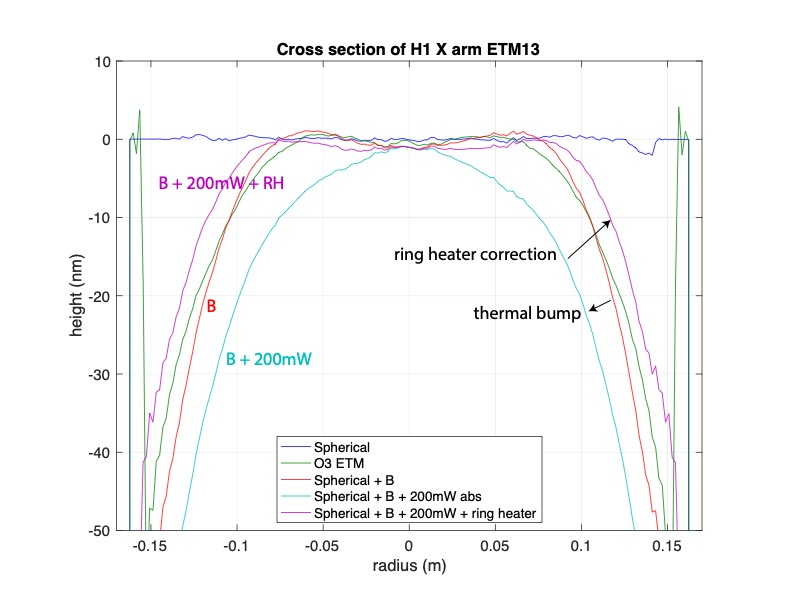 Cross section of H1 X arm ETM13
10
0
-10
-20
-30
-40
-50
height (nm)
B + 200mW + RH
ring heater correction
B
thermal bump
B + 200mW
Spherical
O3 ETM
Spherical + B
Spherical + B + 200mW abs
Spherical + B + 200mW + ring heater
-0.15 -0.1 -0.05 0 0.05 0.1 0.15
radius (m)